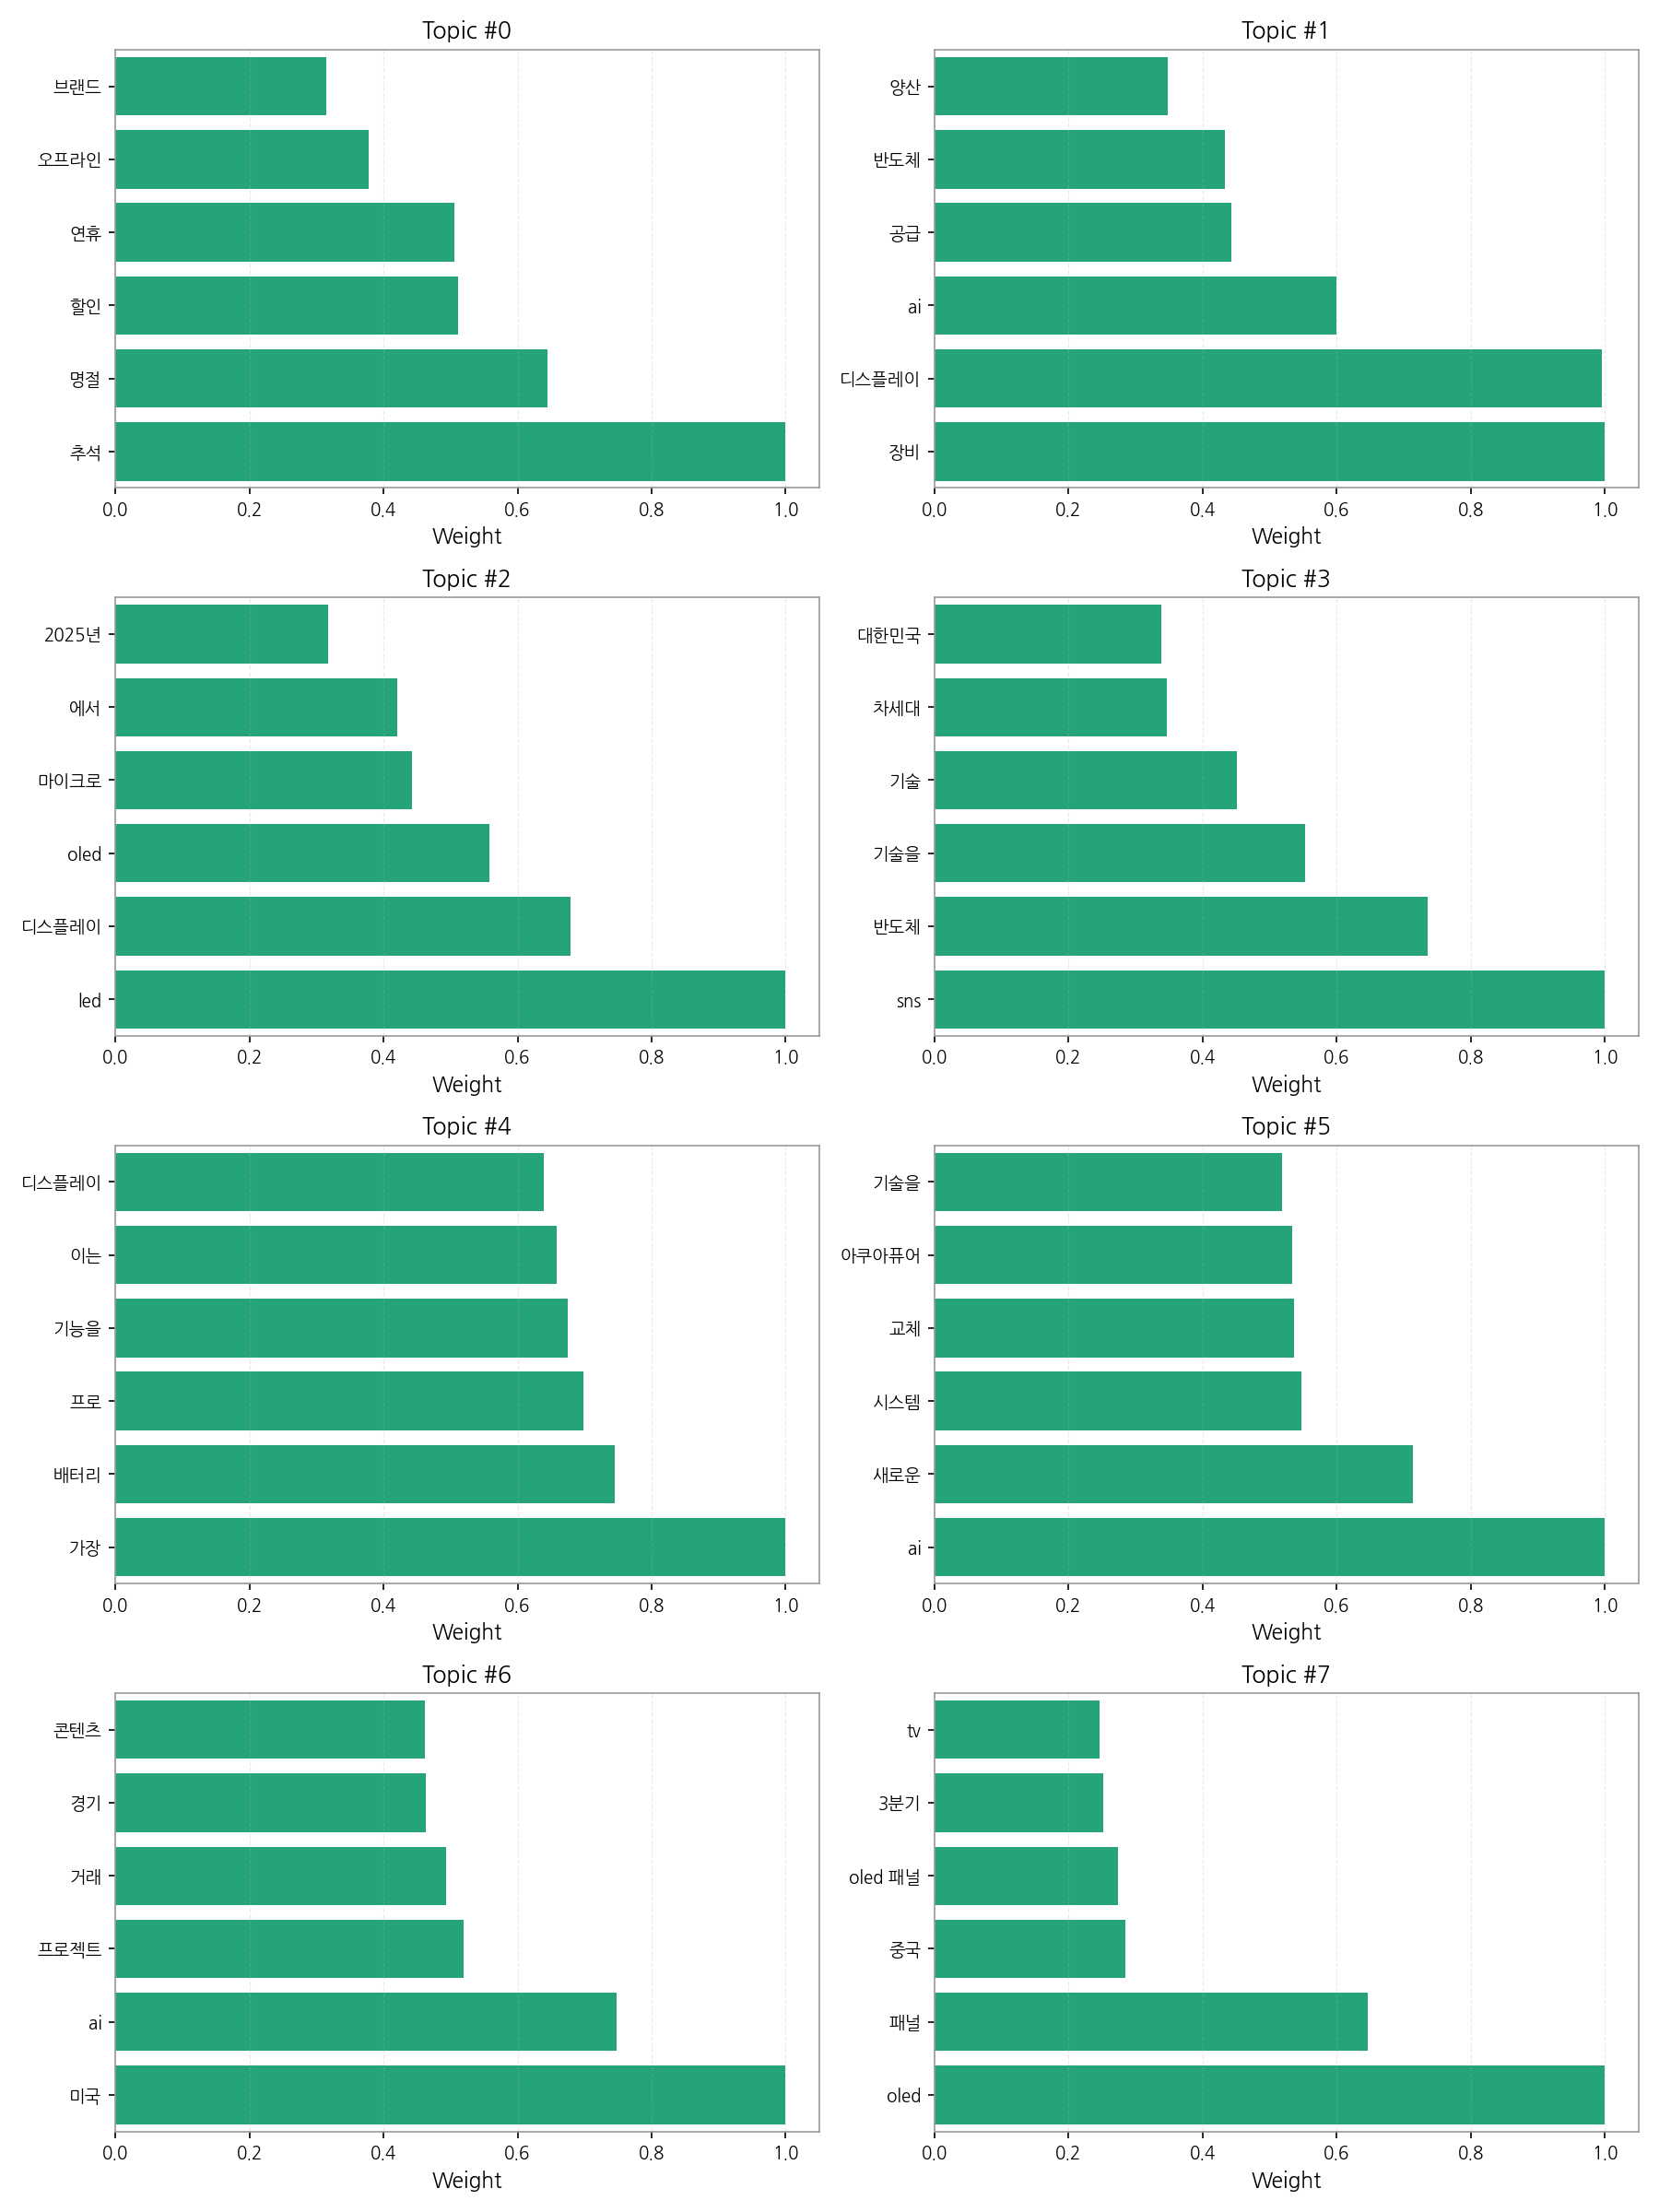 Topic #0
브랜드
오프라인
연휴
할인
명절
추석
0.0 0.2 0.4 0.6 0.8 1.0
Weight
Topic #1
양산
반도체
공급
ai
디스플레이
장비
0.0 0.2 0.4 0.6 0.8 1.0
Weight
Topic #2
2025년
에서
마이크로
oled
디스플레이
led
0.0 0.2 0.4 0.6 0.8 1.0
Weight
Topic #3
대한민국
차세대
기술
기술을
반도체
sns
0.0 0.2 0.4 0.6 0.8 1.0
Weight
Topic #4
디스플레이
이는
기능을
프로
배터리
가장
0.0 0.2 0.4 0.6 0.8 1.0
Weight
Topic #5
기술을
아쿠아퓨어
교체
시스템
새로운
ai
0.0 0.2 0.4 0.6 0.8 1.0
Weight
Topic #6
콘텐츠
경기
거래
프로젝트
ai
미국
0.0 0.2 0.4 0.6 0.8 1.0
Weight
Topic #7
tv
3분기
oled 패널
중국
패널
oled
0.0 0.2 0.4 0.6 0.8 1.0
Weight